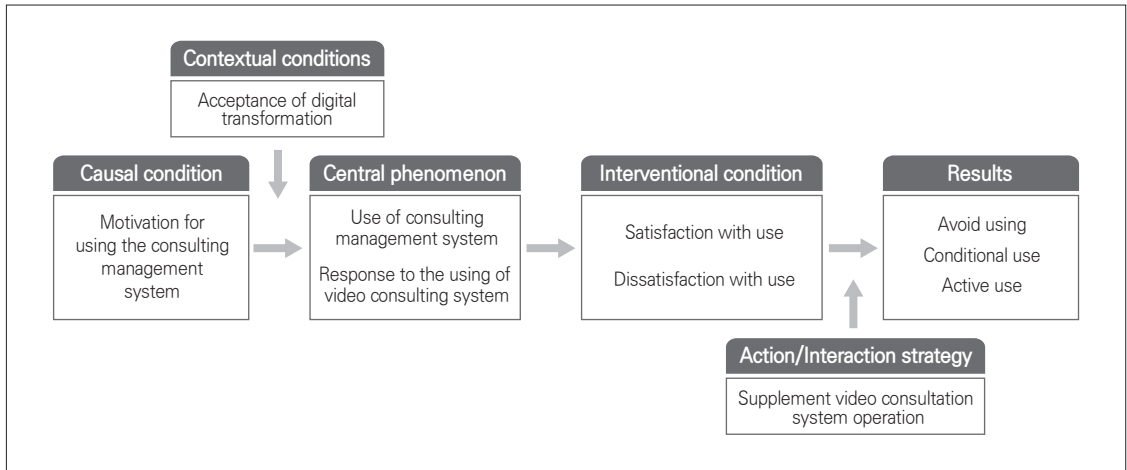 Contextual conditions
Acceptance of digital
transformation
Causal condition
Motivation for
using the consulting
management
system
Central phenomenon
Use of consulting
management system
Response to the using of
video consulting system
Interventional condition
Satisfaction with use
Dissatisfaction with use
Results
Avoid using
Conditional use
Active use
Action/Interaction strategy
Supplement video consultation
system operation